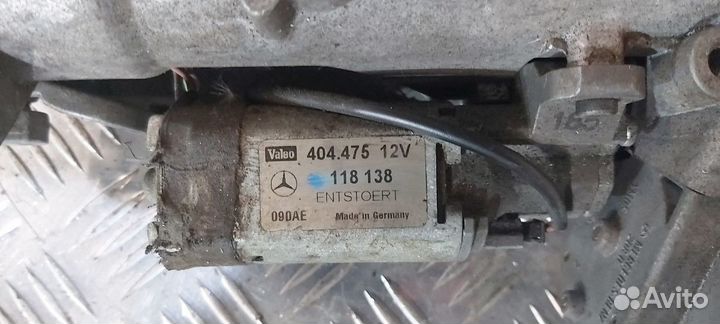 Valeo 404.475 12V
118 138
ENTSTOERT
090AE Made in Germany
165
Avito